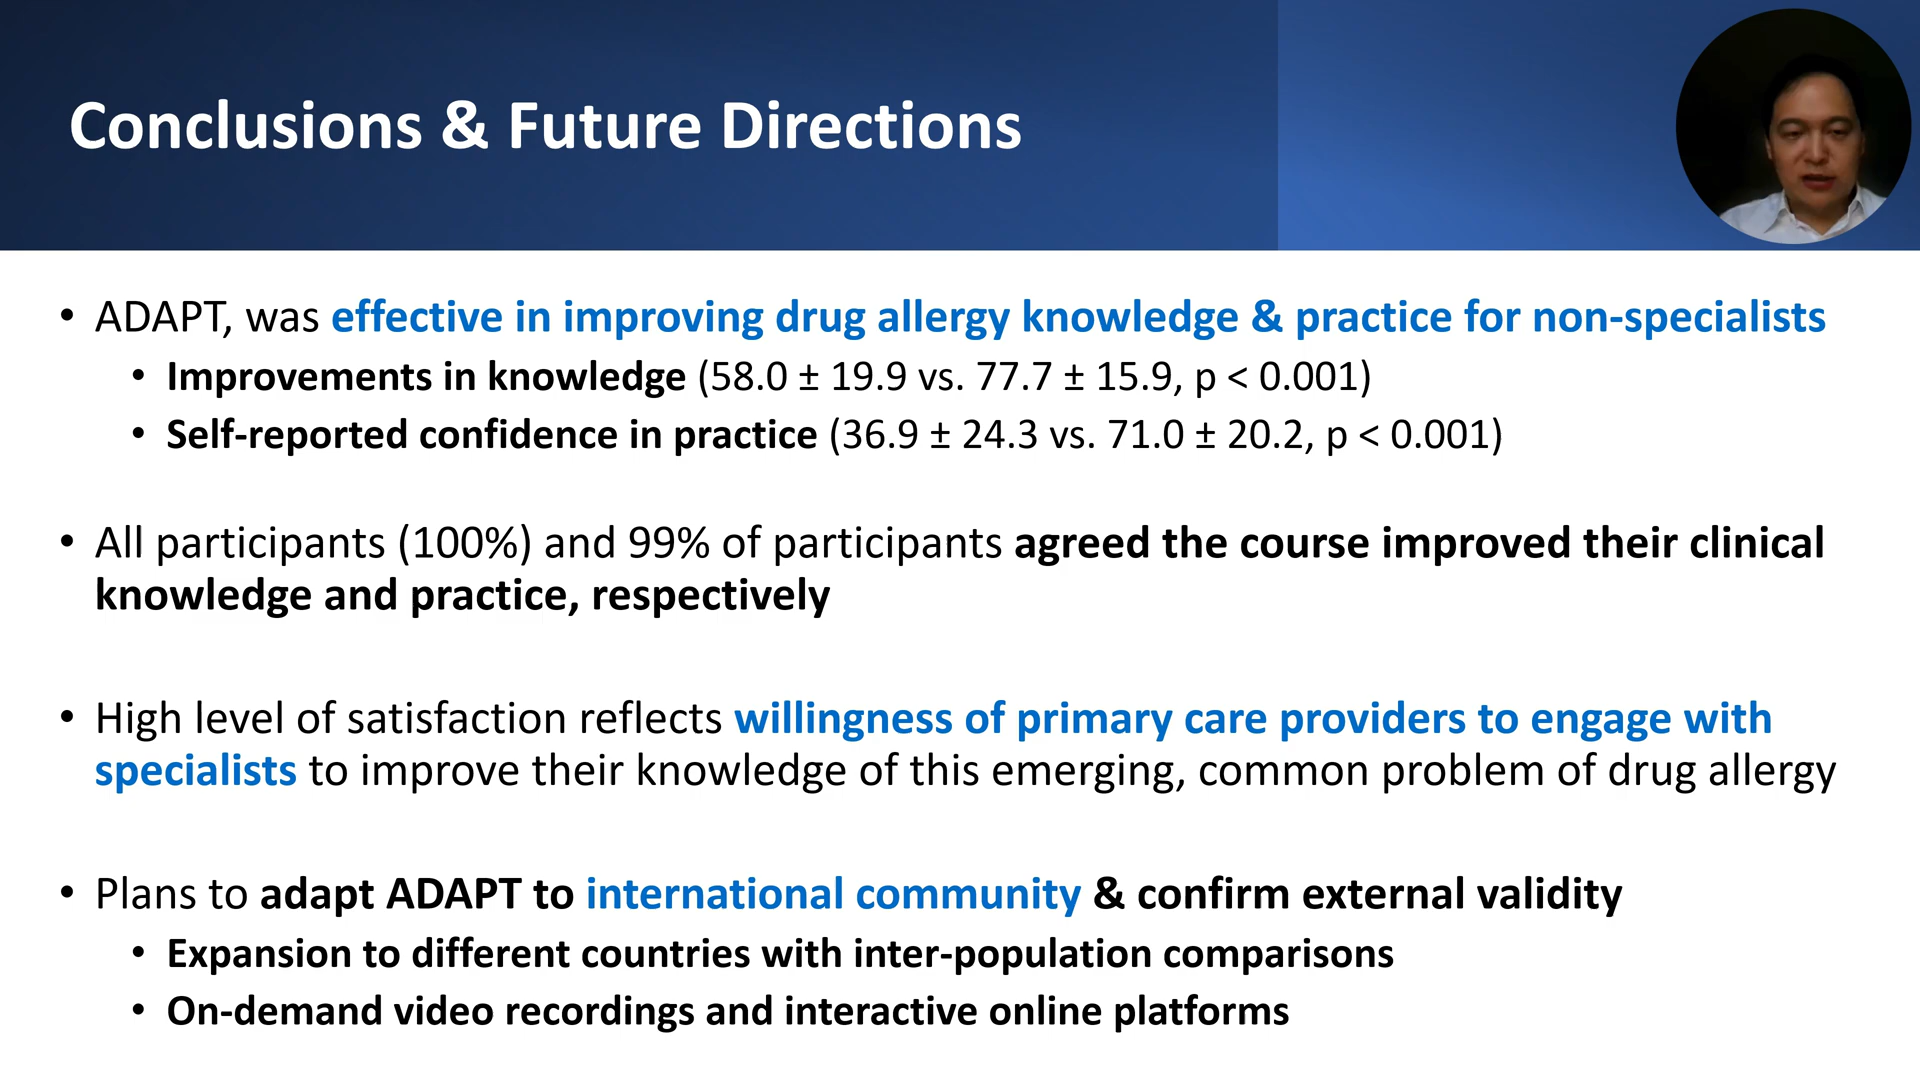 Conclusions & Future Directions
• ADAPT, was effective in improving drug allergy knowledge & practice for non-specialists
• Improvements in knowledge (58.0 ± 19.9 vs. 77.7 ± 15.9, p < 0.001)
• Self-reported confidence in practice (36.9 ± 24.3 vs. 71.0 ± 20.2, p < 0.001)
• All participants (100%) and 99% of participants agreed the course improved their clinical
knowledge and practice, respectively
• High level of satisfaction reflects willingness of primary care providers to engage with
specialists to improve their knowledge of this emerging, common problem of drug allergy
• Plans to adapt ADAPT to international community & confirm external validity
• Expansion to different countries with inter-population comparisons
• On-demand video recordings and interactive online platforms